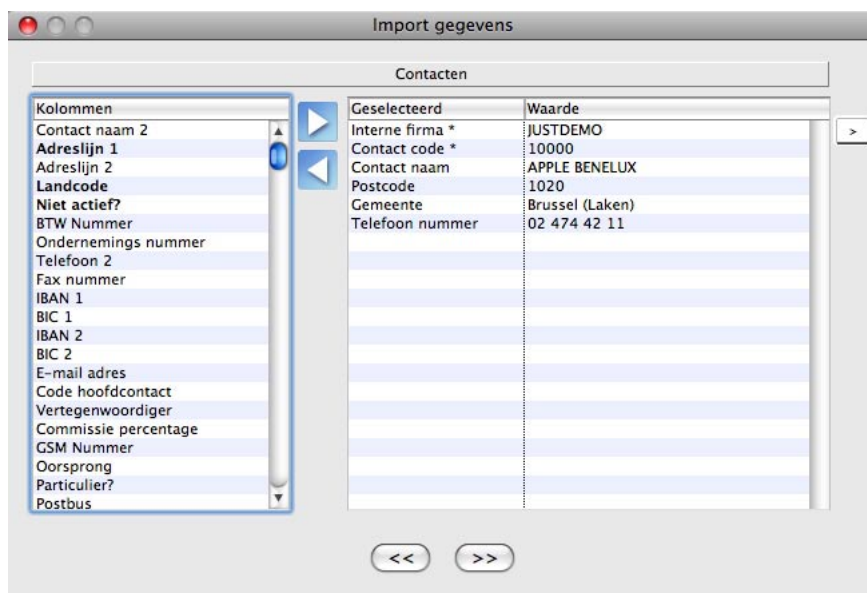 Import gegevens
Contacten
Kolommen
Contact naam 2
Adreslijn 1
Adreslijn 2
Landcode
Niet actief?
BTW Nummer
Ondernemings nummer
Telefoon 2
Fax nummer
IBAN 1
BIC 1
IBAN 2
BIC 2
E-mail adres
Code hoofdcontact
Vertegenwoordiger
Commissie percentage
GSM Nummer
Oorsprong
Particulier?
Postbus
Geselecteerd Waarde
Interne firma * JUSTDEMO
Contact code * 10000
Contact naam APPLE BENELUX
Postcode 1020
Gemeente Brussel (Laken)
Telefoon nummer 02 474 42 11
>
<< >>